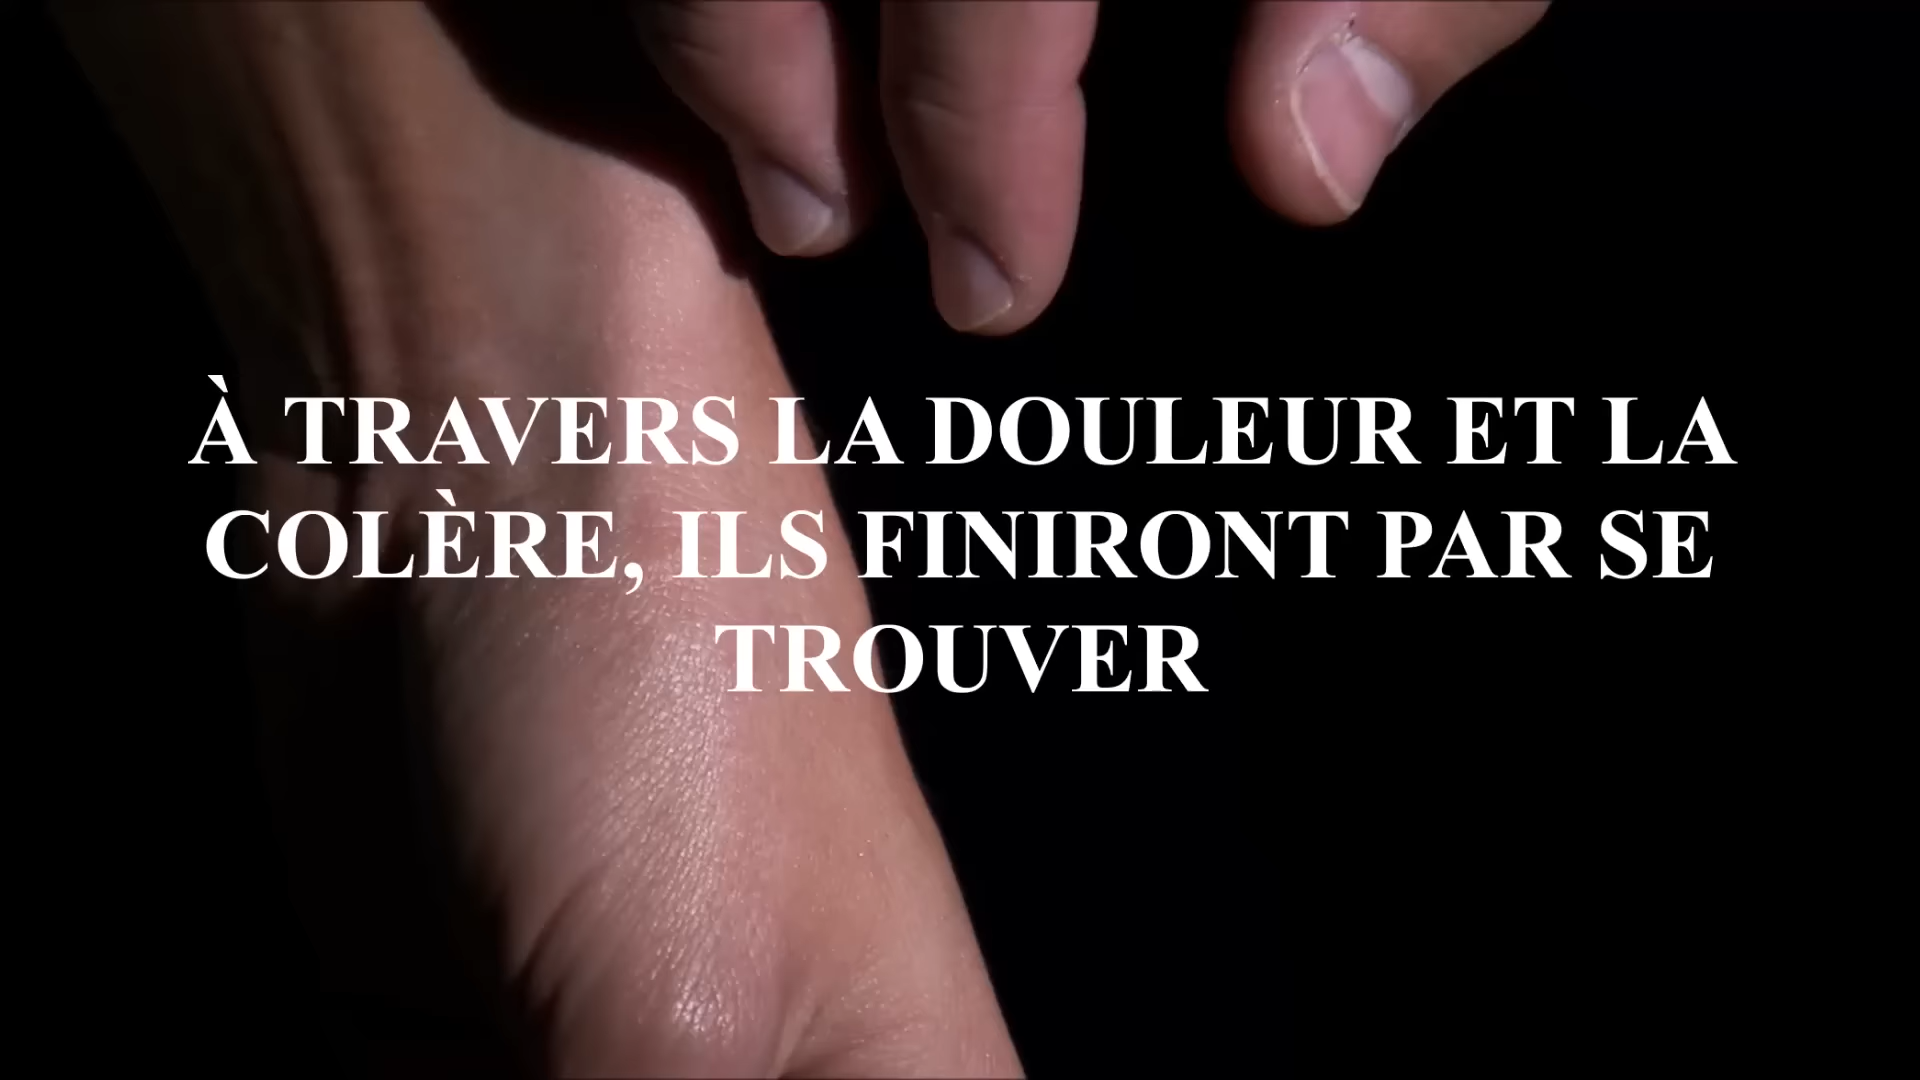 À TRAVERS LA DOULEUR ET LA
COLÈRE, ILS FINIRONT PAR SE
TROUVER